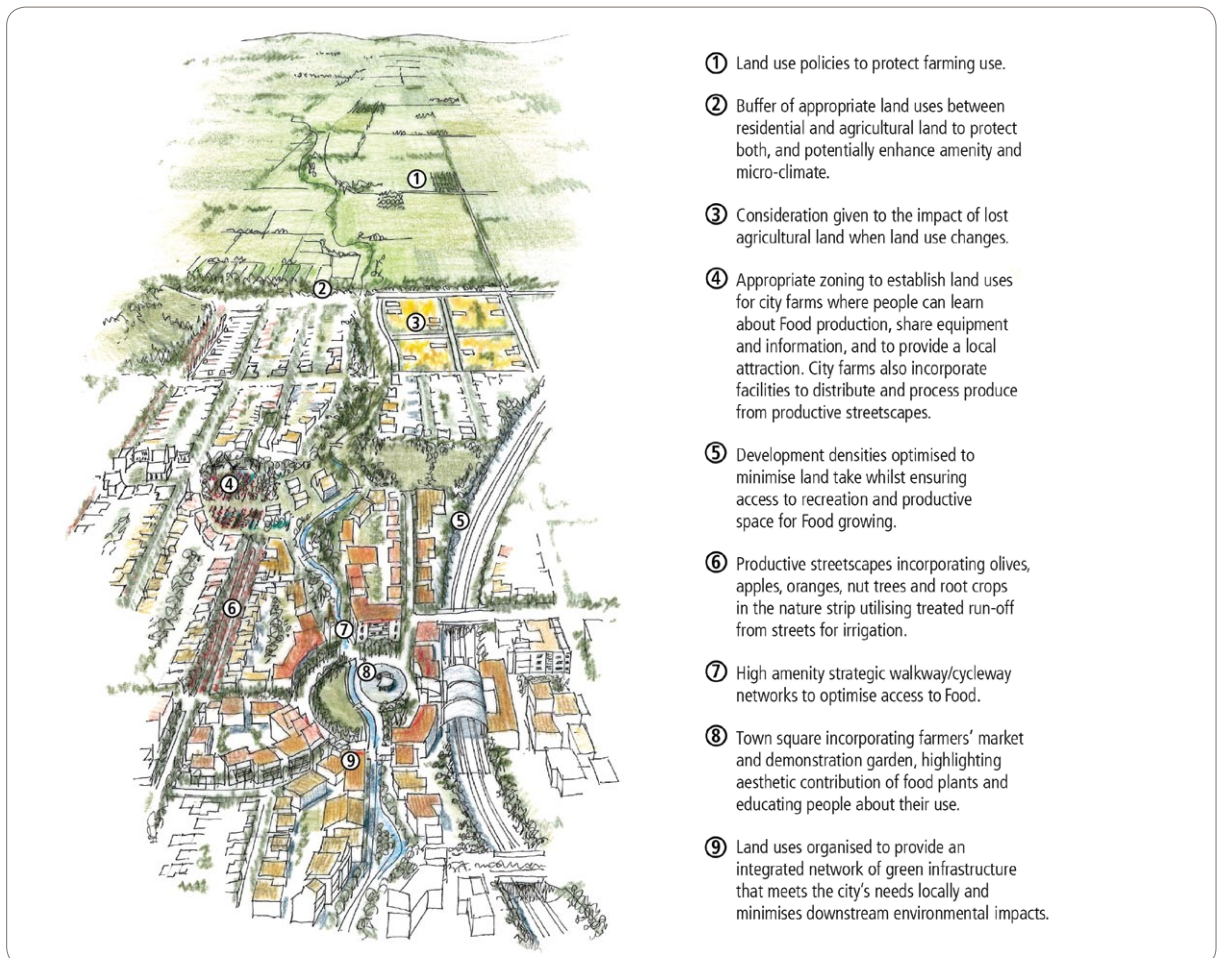 ① Land use policies to protect farming use.
② Buffer of appropriate land uses between
residential and agricultural land to protect
both, and potentially enhance amenity and
micro-climate.
③ Consideration given to the impact of lost
agricultural land when land use changes.
④ Appropriate zoning to establish land uses
for city farms where people can learn
about Food production, share equipment
and information, and to provide a local
attraction. City farms also incorporate
facilities to distribute and process produce
from productive streetscapes.
⑤ Development densities optimised to
minimise land take whilst ensuring
access to recreation and productive
space for Food growing.
⑥ Productive streetscapes incorporating olives,
apples, oranges, nut trees and root crops
in the nature strip utilising treated run-off
from streets for irrigation.
⑦ High amenity strategic walkway/cycleway
networks to optimise access to Food.
⑧ Town square incorporating farmers’ market
and demonstration garden, highlighting
aesthetic contribution of food plants and
educating people about their use.
⑨ Land uses organised to provide an
integrated network of green infrastructure
that meets the city’s needs locally and
minimises downstream environmental impacts.
①
②
③
④
⑤
⑥
⑦
⑧
⑨